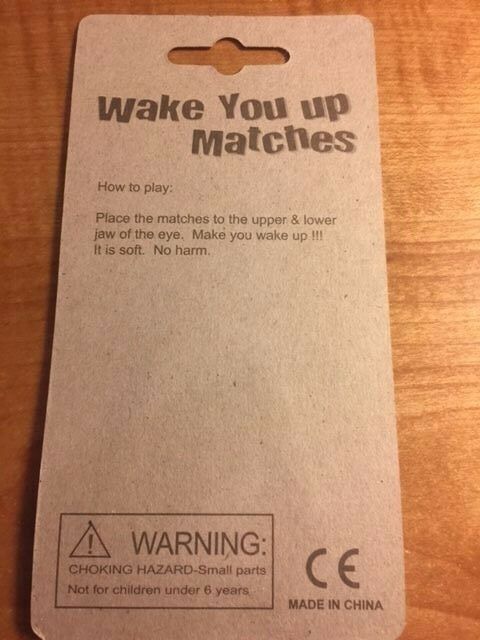 Wake You up
Matches
How to play:
Place the matches to the upper & lower
jaw of the eye. Make you wake up !!!
It is soft. No harm.
WARNING:
CHOKING HAZARD-Small parts
Not for children under 6 years
CE
MADE IN CHINA